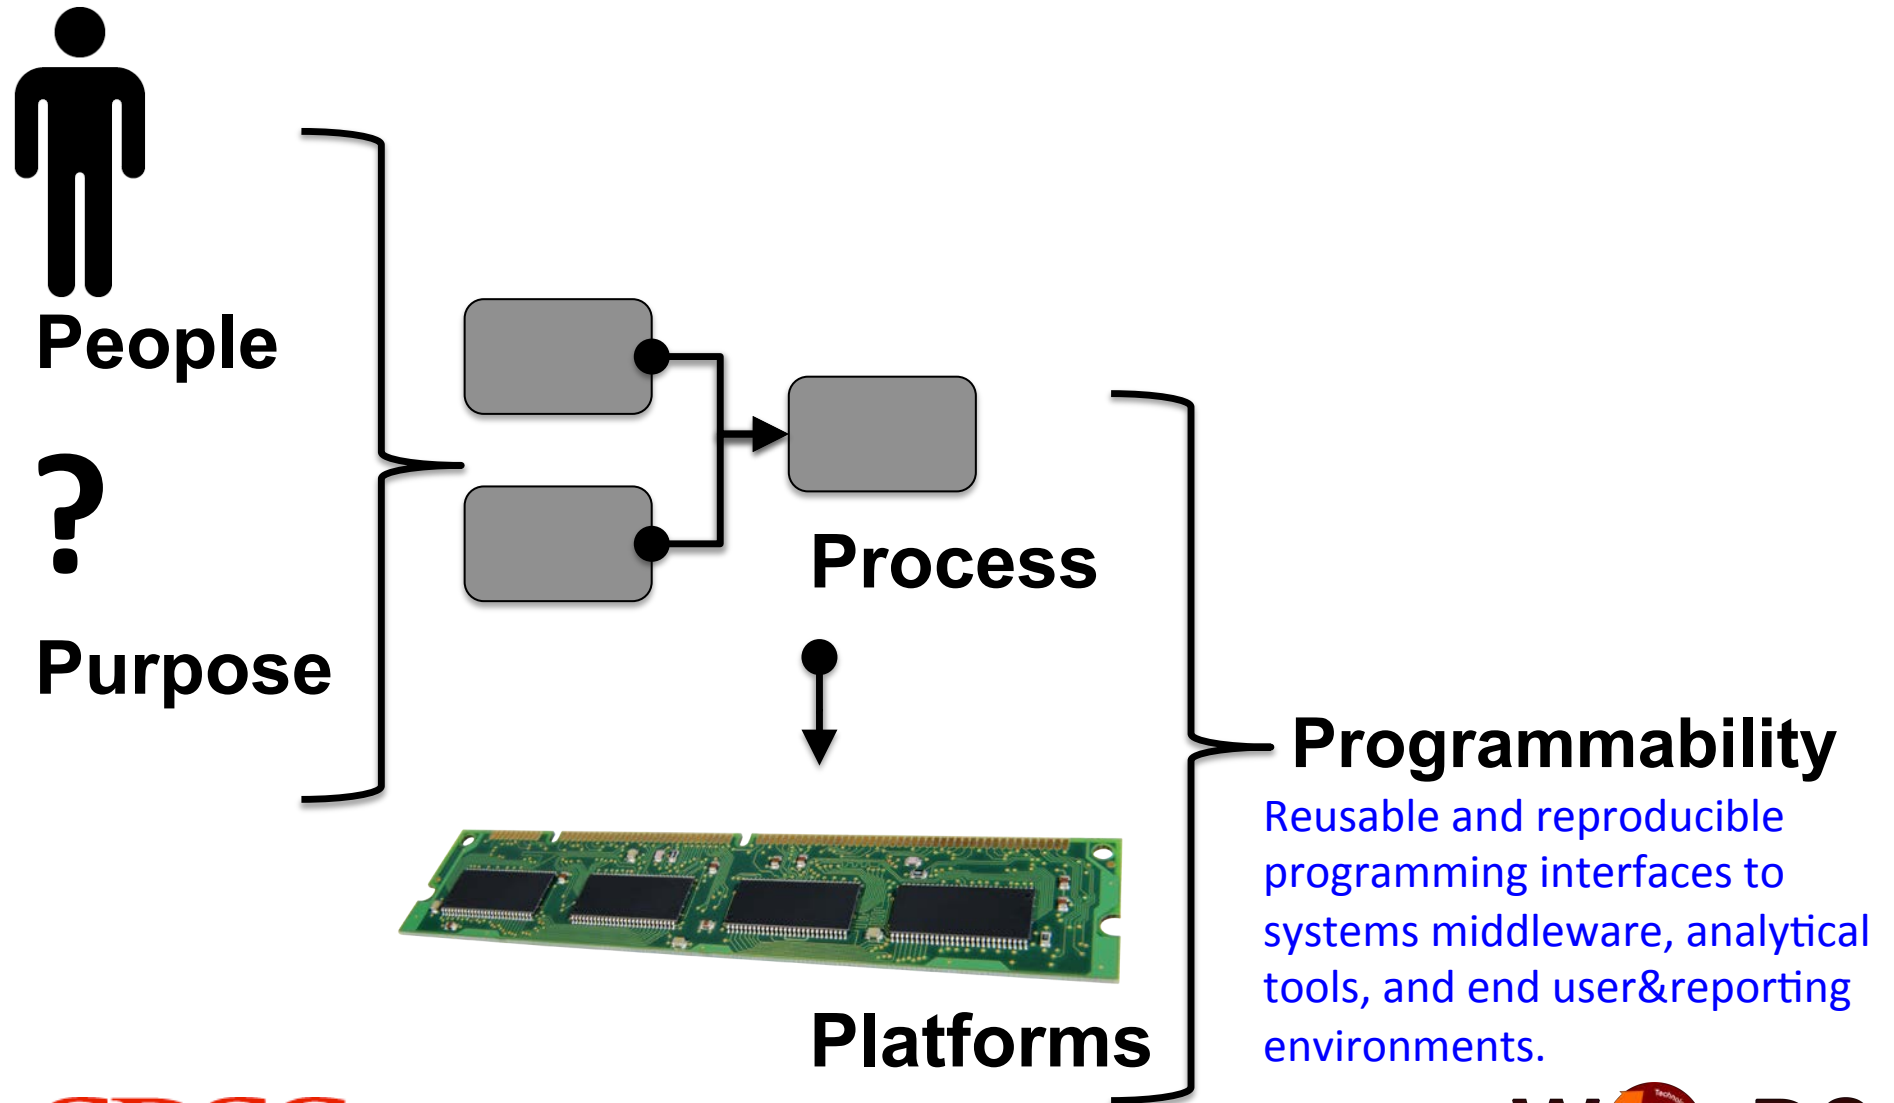 People
?
Purpose
Process
Platforms
Programmability
Reusable and reproducible
programming interfaces to
systems middleware, analytical
tools, and end user&reporting
environments.